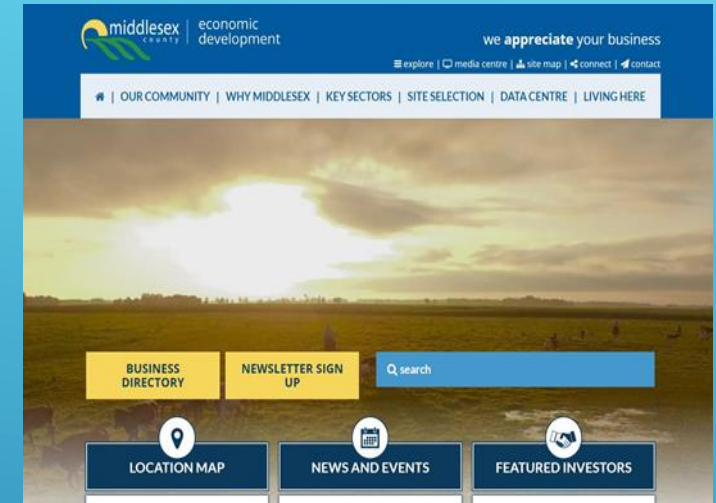 middlesex
county
economic
development
we appreciate your business
explore | media centre | site map | connect | contact
| OUR COMMUNITY | WHY MIDDLESEX | KEY SECTORS | SITE SELECTION | DATA CENTRE | LIVING HERE
BUSINESS
DIRECTORY
NEWSLETTER SIGN
UP
search
LOCATION MAP
NEWS AND EVENTS
FEATURED INVESTORS